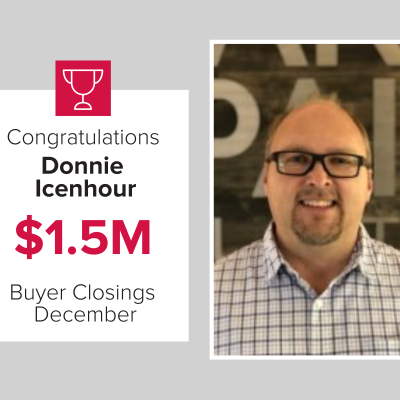 Congratulations
Donnie
Icenhour
$1.5M
Buyer Closings
December